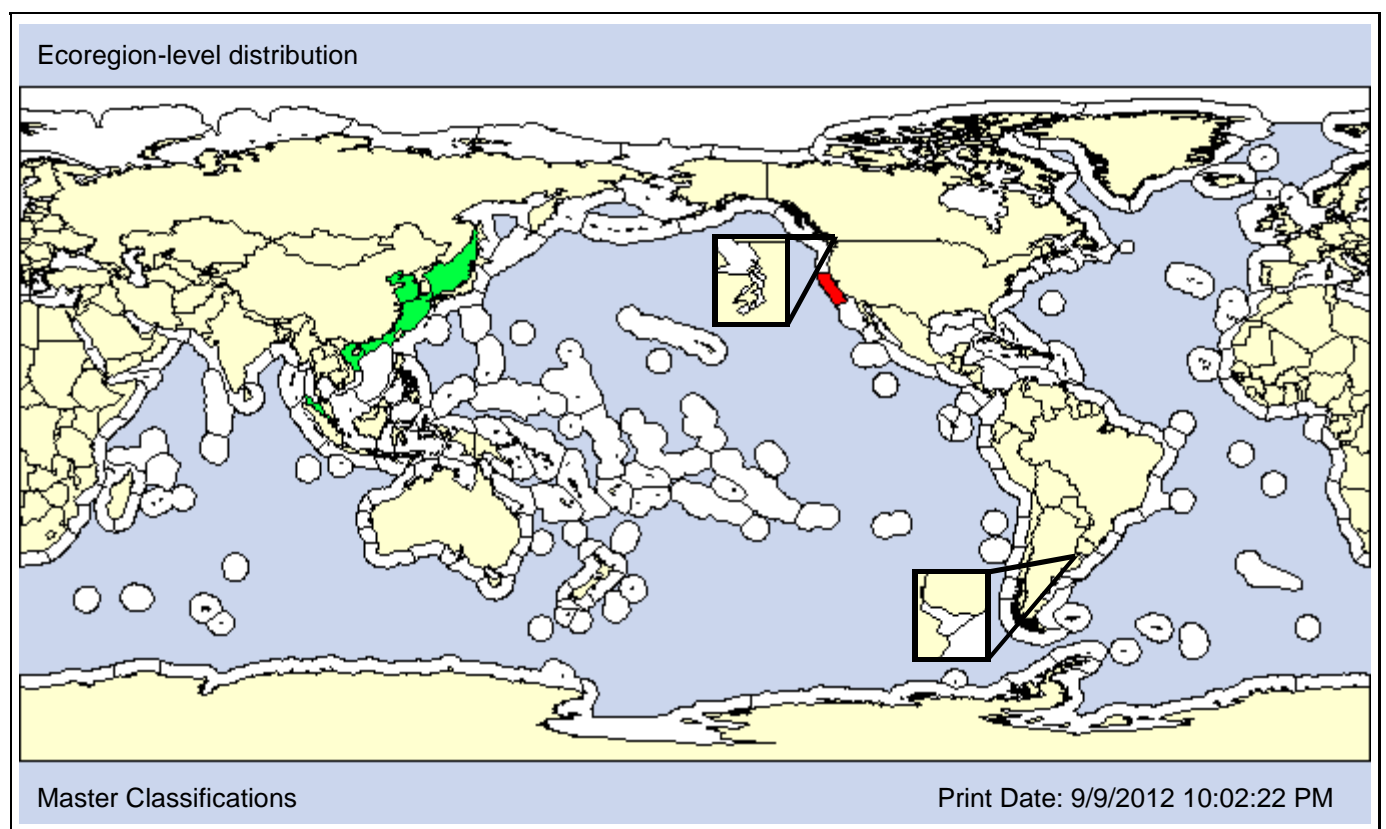 Ecoregion-level distribution
Master Classifications
Print Date: 9/9/2012 10:02:22 PM